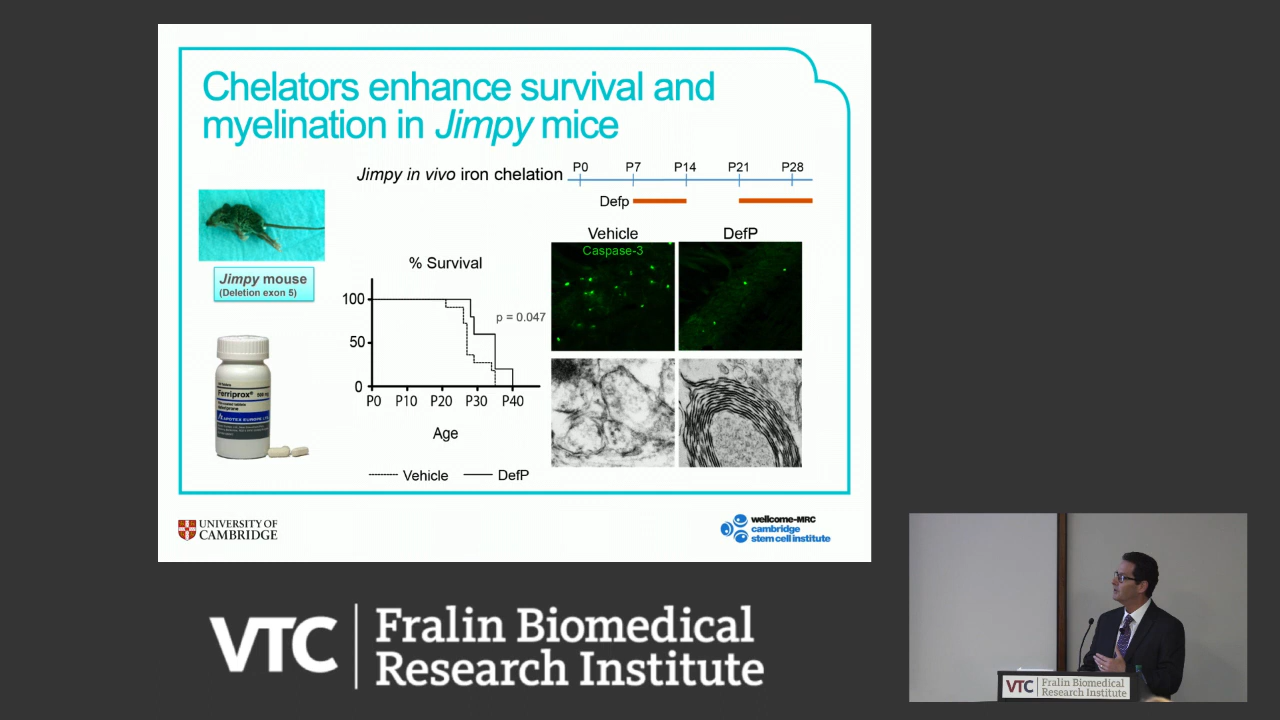 Chelators enhance survival and
myelination in Jimpy mice
Jimpy in vivo iron chelation
P0 P7 P14 P21 P28
Defp
Jimpy mouse
(Deletion exon 5)
% Survival
100
50
0
p = 0.047
P0 P10 P20 P30 P40
Age
Vehicle DefP
Vehicle DefP
Caspase-3
Ferriprox®
UNIVERSITY OF
CAMBRIDGE
wellcome-MRC
cambridge
stem cell institute
VTC
Fralin Biomedical
Research Institute
VTC
Fralin Biomedical
Research Institute